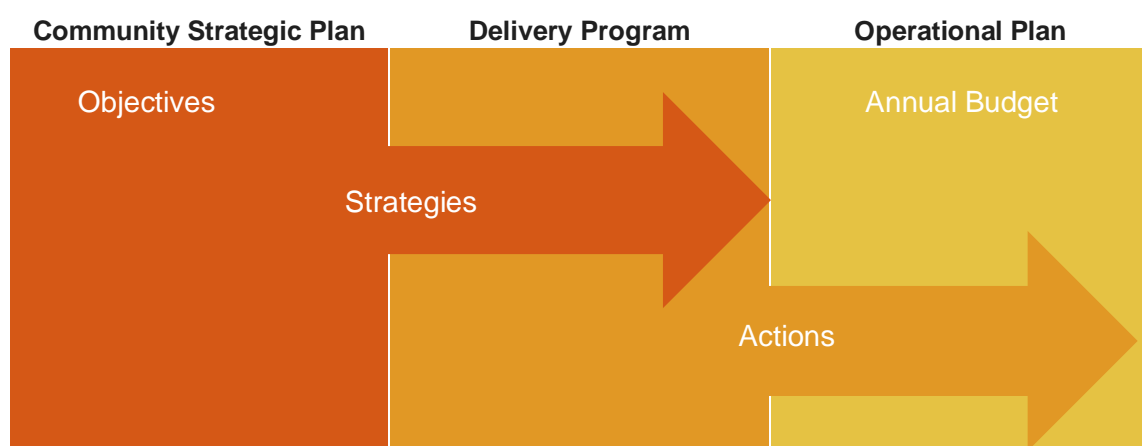 Community Strategic Plan
Delivery Program
Operational Plan
Objectives
Annual Budget
Strategies
Actions